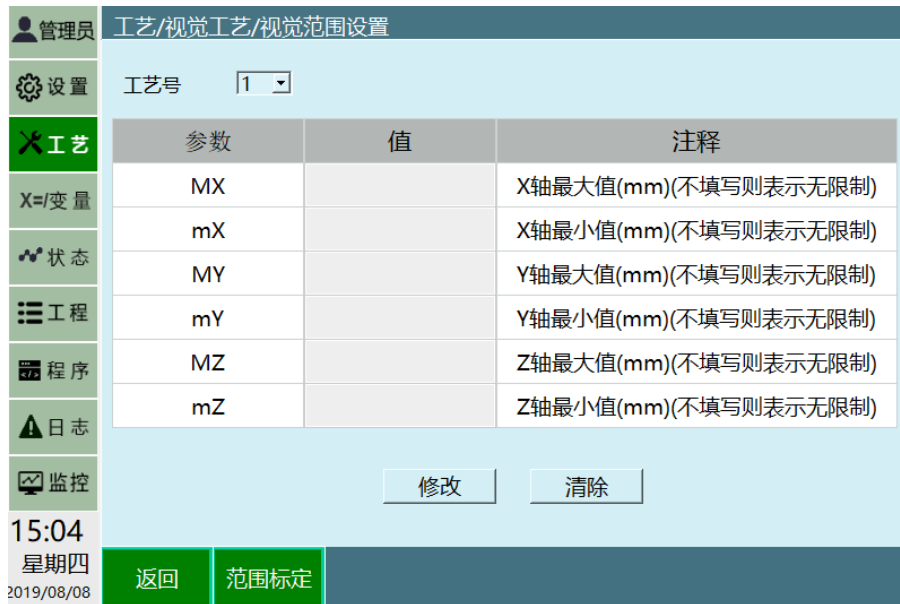 管理员
设置
工艺
X=/变量
状态
工程
程序
日志
监控
15:04
星期四
2019/08/08
工艺/视觉工艺/视觉范围设置
工艺号 1
参数 值 注释
MX X轴最大值(mm)(不填写则表示无限制)
mX X轴最小值(mm)(不填写则表示无限制)
MY Y轴最大值(mm)(不填写则表示无限制)
mY Y轴最小值(mm)(不填写则表示无限制)
MZ Z轴最大值(mm)(不填写则表示无限制)
mZ Z轴最小值(mm)(不填写则表示无限制)
修改 清除
返回 范围标定